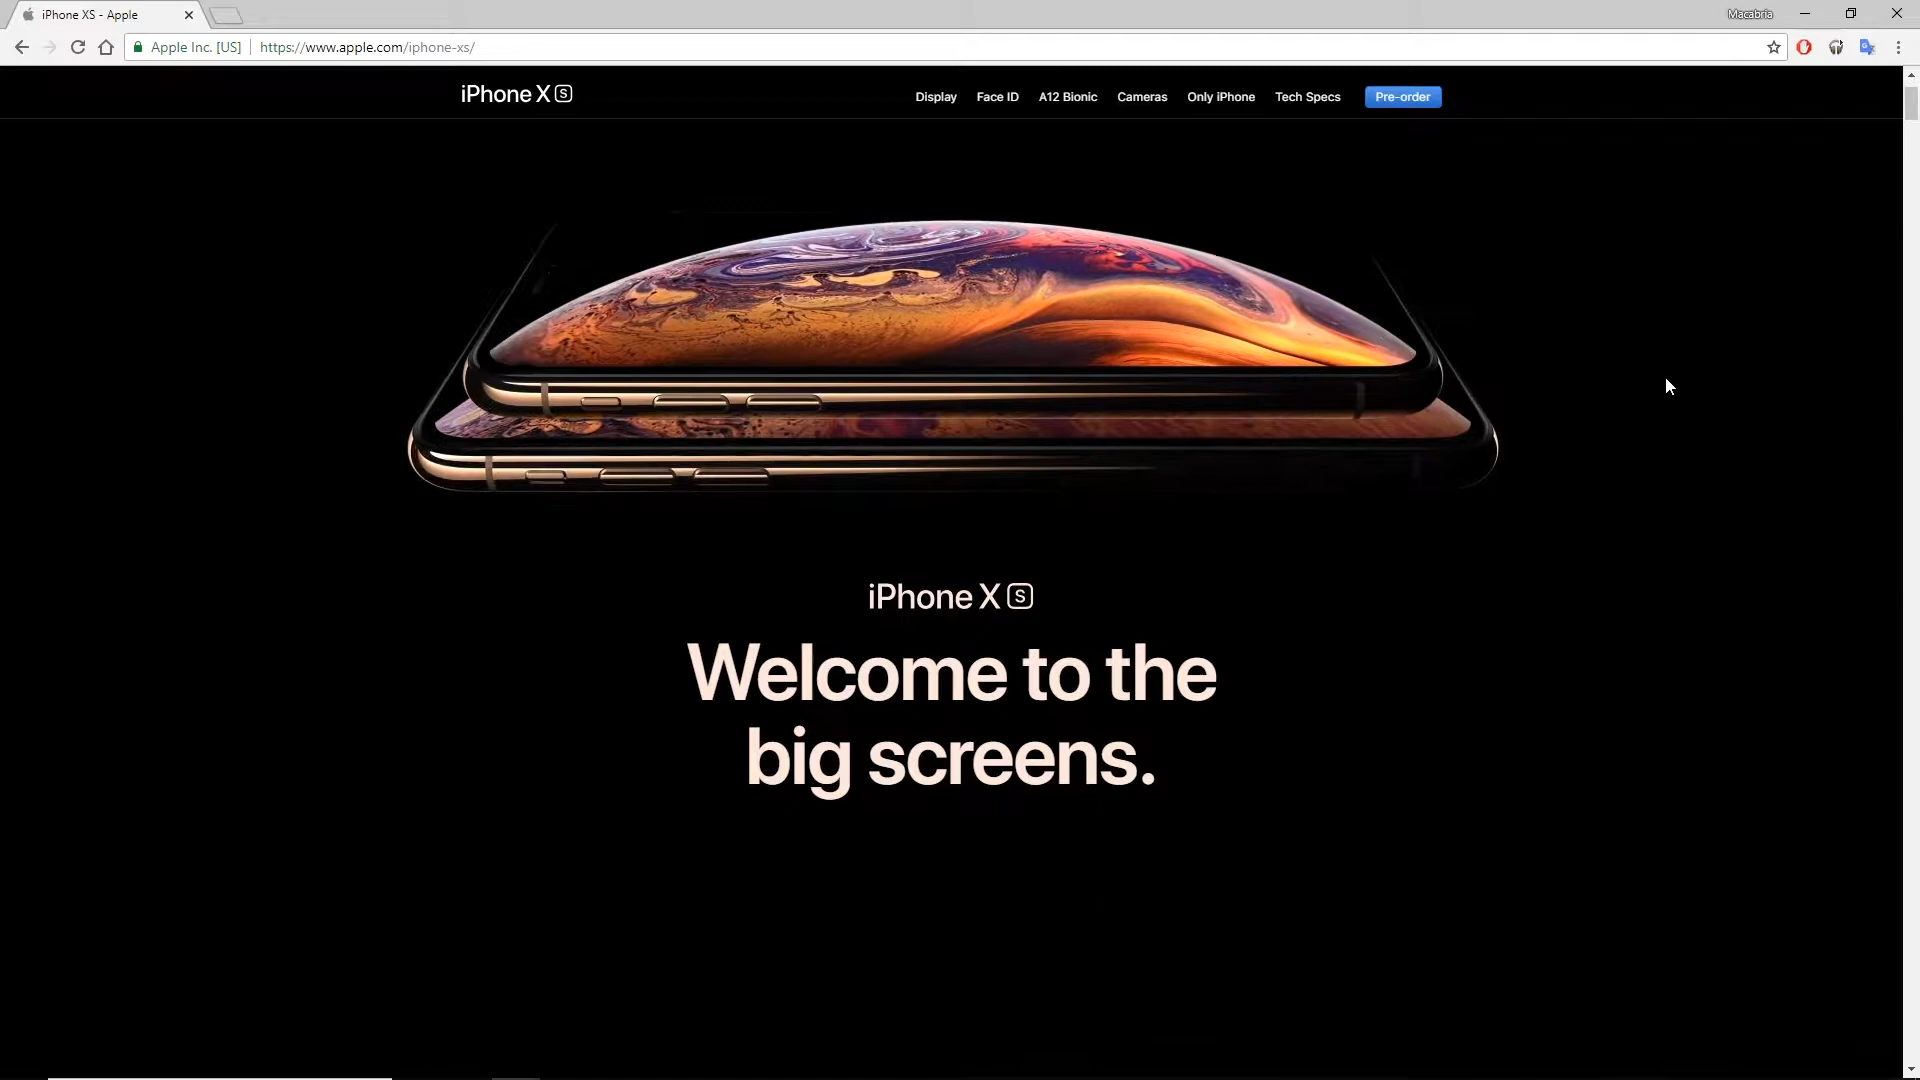 iPhone XS - Apple
Macabria
Apple Inc. [US] https://www.apple.com/iphone-xs/
iPhone XS
Display Face ID A12 Bionic Cameras Only iPhone Tech Specs Pre-order
iPhone XS
Welcome to the
big screens.